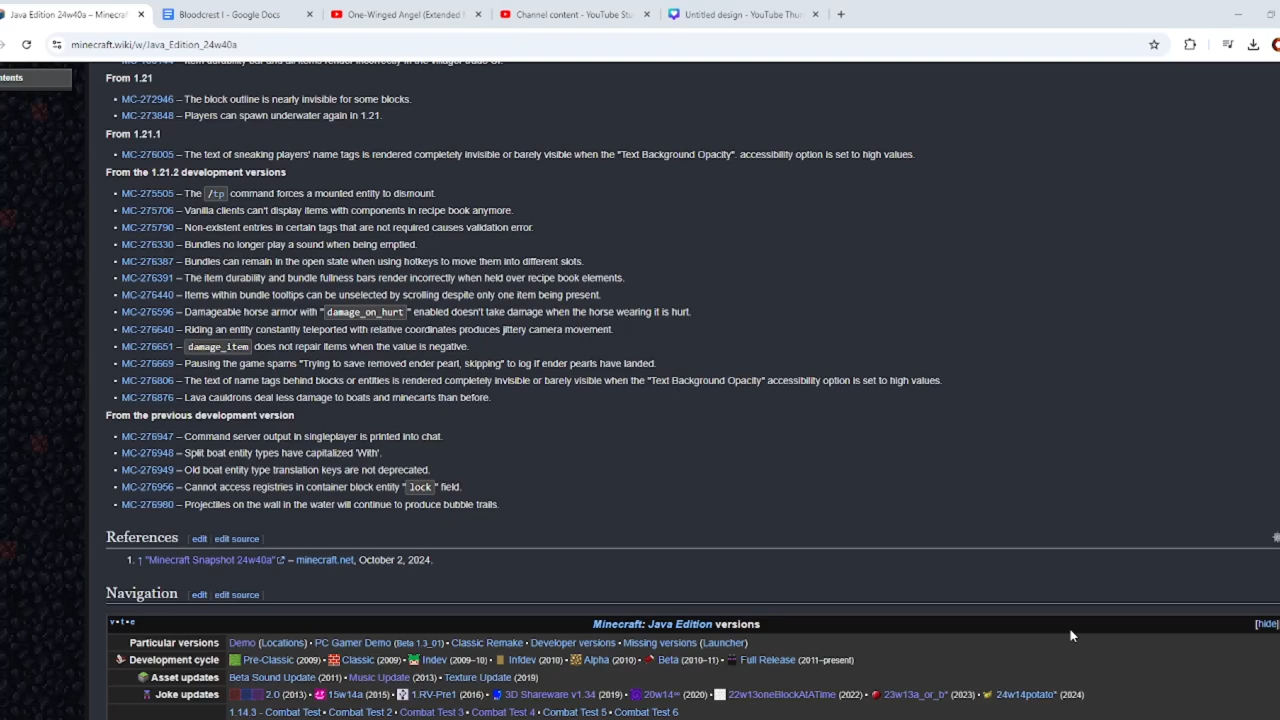 Java Edition 24w40a – Minecraf
Bloodcrest I - Google Docs
One-Winged Angel (Extended
Channel content - YouTube Stu
Untitled design - YouTube Thu
minecraft.wiki/w/Java_Edition_24w40a
ntents
From 1.21
MC-272946 – The block outline is nearly invisible for some blocks.
MC-273848 – Players can spawn underwater again in 1.21.
From 1.21.1
MC-276005 – The text of sneaking players' name tags is rendered completely invisible or barely visible when the "Text Background Opacity". accessibility option is set to high values.
From the 1.21.2 development versions
MC-275505 – The /tp command forces a mounted entity to dismount.
MC-275706 – Vanilla clients can't display items with components in recipe book anymore.
MC-275790 – Non-existent entries in certain tags that are not required causes validation error.
MC-276330 – Bundles no longer play a sound when being emptied.
MC-276387 – Bundles can remain in the open state when using hotkeys to move them into different slots.
MC-276391 – The item durability and bundle fullness bars render incorrectly when held over recipe book elements.
MC-276440 – Items within bundle tooltips can be unselected by scrolling despite only one item being present.
MC-276596 – Damageable horse armor with "damage_on_hurt" enabled doesn't take damage when the horse wearing it is hurt.
MC-276640 – Riding an entity constantly teleported with relative coordinates produces jittery camera movement.
MC-276651 – damage_item does not repair items when the value is negative.
MC-276669 – Pausing the game spams "Trying to save removed ender pearl, skipping" to log if ender pearls have landed.
MC-276806 – The text of name tags behind blocks or entities is rendered completely invisible or barely visible when the "Text Background Opacity" accessibility option is set to high values.
MC-276876 – Lava cauldrons deal less damage to boats and minecarts than before.
From the previous development version
MC-276947 – Command server output in singleplayer is printed into chat.
MC-276948 – Split boat entity types have capitalized 'With'.
MC-276949 – Old boat entity type translation keys are not deprecated.
MC-276956 – Cannot access registries in container block entity "lock" field.
MC-276980 – Projectiles on the wall in the water will continue to produce bubble trails.
References [ edit | edit source ]
1. ↑ "Minecraft Snapshot 24w40a" – minecraft.net, October 2, 2024.
Navigation [ edit | edit source ]
v • t • e Minecraft: Java Edition versions [hide]
Particular versions Demo (Locations) • PC Gamer Demo (Beta 1.3_01) • Classic Remake • Developer versions • Missing versions (Launcher)
Development cycle Pre-Classic (2009) • Classic (2009) • Indev (2009–10) • Infdev (2010) • Alpha (2010) • Beta (2010–11) • Full Release (2011–present)
Asset updates Beta Sound Update (2011) • Music Update (2013) • Texture Update (2019)
Joke updates 2.0 (2013) • 15w14a (2015) • 1.RV-Pre1 (2016) • 3D Shareware v1.34 (2019) • 20w14∞ (2020) • 22w13oneBlockAtATime (2022) • 23w13a_or_b* (2023) • 24w14potato* (2024)
1.14.3 - Combat Test • Combat Test 2 • Combat Test 3 • Combat Test 4 • Combat Test 5 • Combat Test 6